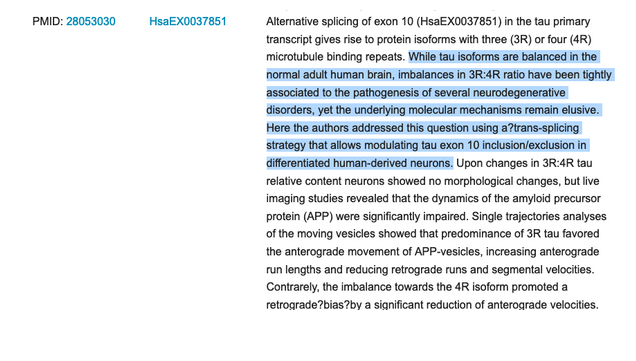 PMID: 28053030 HsaEX0037851 Alternative splicing of exon 10 (HsaEX0037851) in the tau primary
transcript gives rise to protein isoforms with three (3R) or four (4R)
microtubule binding repeats. While tau isoforms are balanced in the
normal adult human brain, imbalances in 3R:4R ratio have been tightly
associated to the pathogenesis of several neurodegenerative
disorders, yet the underlying molecular mechanisms remain elusive.
Here the authors addressed this question using a?trans-splicing
strategy that allows modulating tau exon 10 inclusion/exclusion in
differentiated human-derived neurons. Upon changes in 3R:4R tau
relative content neurons showed no morphological changes, but live
imaging studies revealed that the dynamics of the amyloid precursor
protein (APP) were significantly impaired. Single trajectories analyses
of the moving vesicles showed that predominance of 3R tau favored
the anterograde movement of APP-vesicles, increasing anterograde
run lengths and reducing retrograde runs and segmental velocities.
Contrarely, the imbalance towards the 4R isoform promoted a
retrograde?bias?by a significant reduction of anterograde velocities.